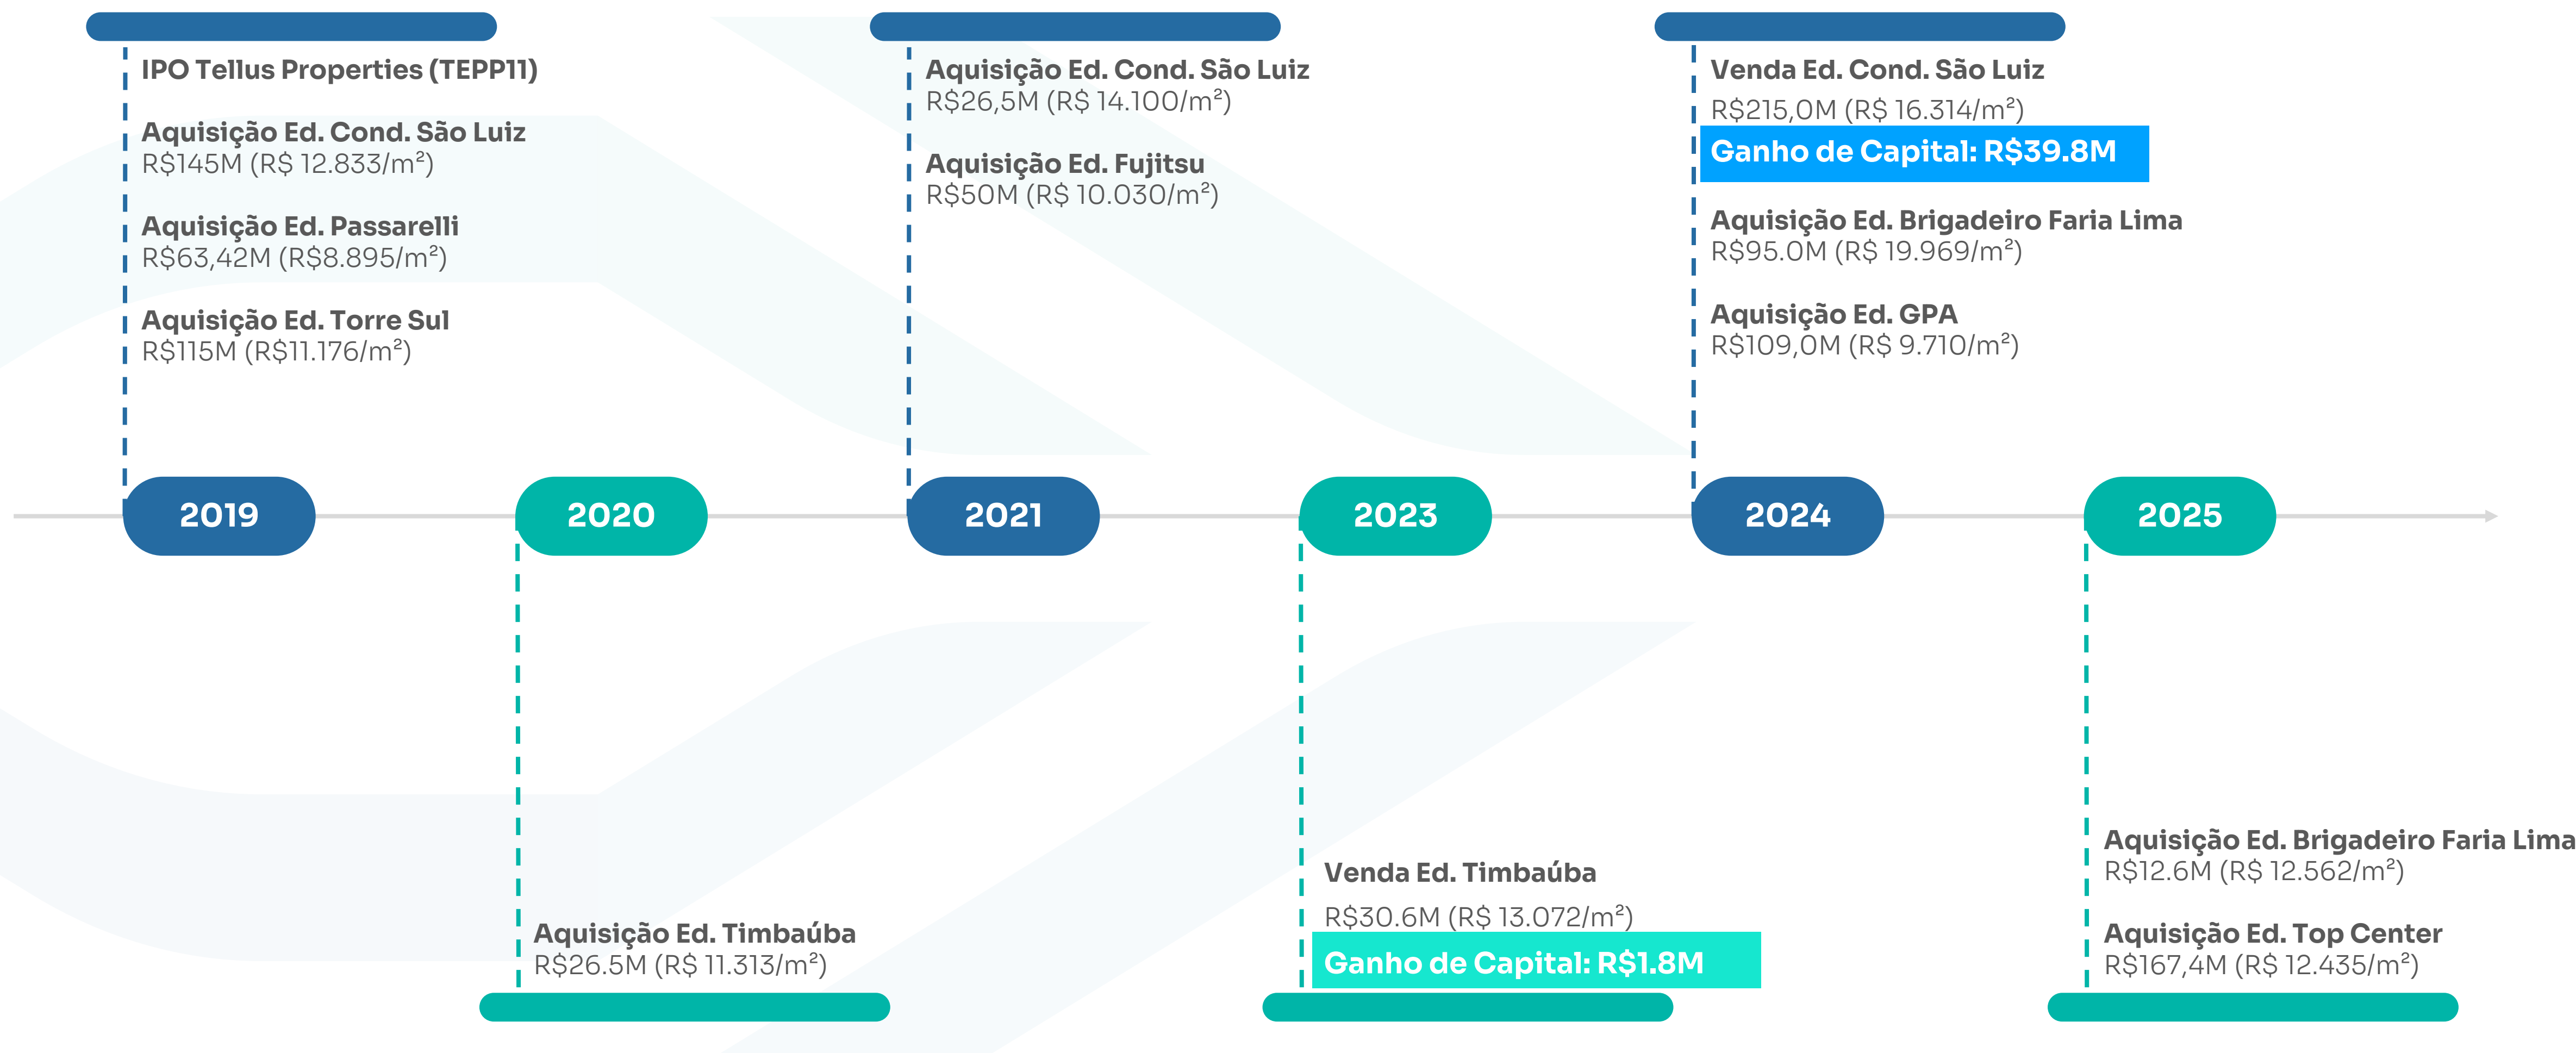 IPO Tellus Properties (TEPP11)
Aquisição Ed. Cond. São Luiz
R$145M (R$ 12.833/m²)
Aquisição Ed. Passarelli
R$63,42M (R$8.895/m²)
Aquisição Ed. Torre Sul
R$115M (R$11.176/m²)
Aquisição Ed. Cond. São Luiz
R$26,5M (R$ 14.100/m²)
Aquisição Ed. Fujitsu
R$50M (R$ 10.030/m²)
Venda Ed. Cond. São Luiz
R$215,0M (R$ 16.314/m²)
Ganho de Capital: R$39.8M
Aquisição Ed. Brigadeiro Faria Lima
R$95.0M (R$ 19.969/m²)
Aquisição Ed. GPA
R$109,0M (R$ 9.710/m²)
2019
2020
2021
2023
2024
2025
Aquisição Ed. Timbaúba
R$26.5M (R$ 11.313/m²)
Venda Ed. Timbaúba
R$30.6M (R$ 13.072/m²)
Ganho de Capital: R$1.8M
Aquisição Ed. Brigadeiro Faria Lima
R$12.6M (R$ 12.562/m²)
Aquisição Ed. Top Center
R$167,4M (R$ 12.435/m²)